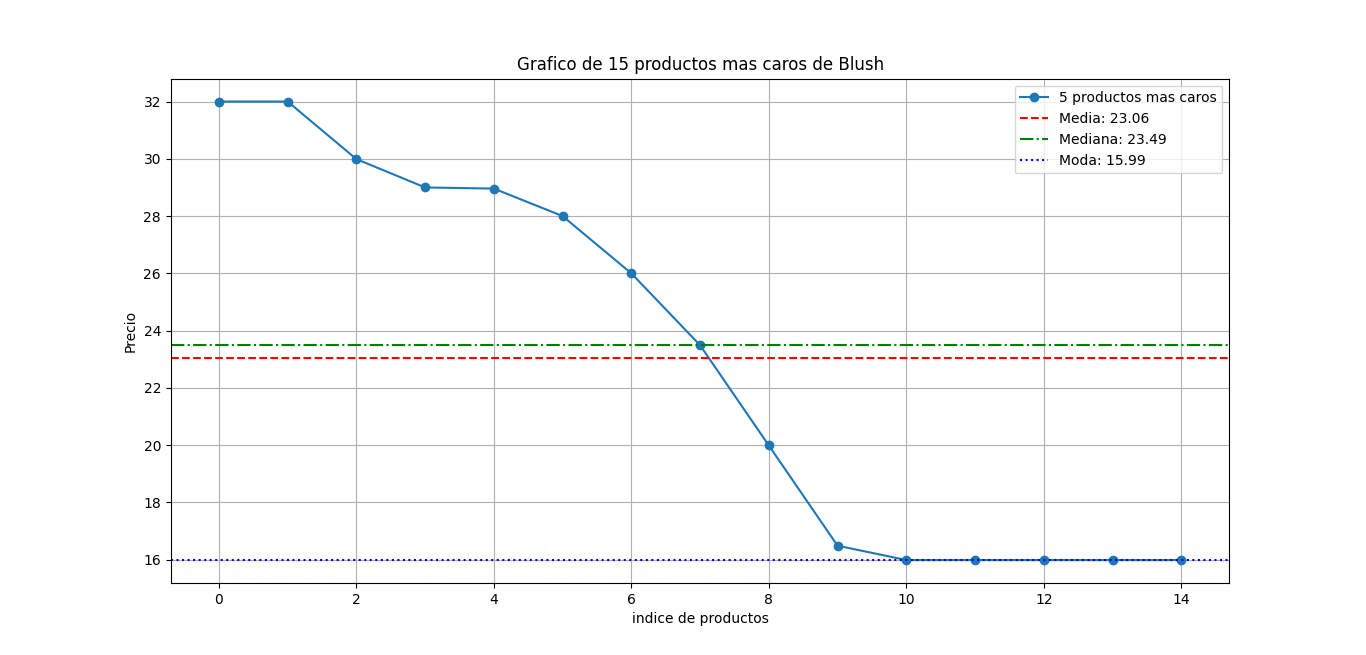 Grafico de 15 productos mas caros de Blush
5 productos mas caros
Media: 23.06
Mediana: 23.49
Moda: 15.99
Precio
32
30
28
26
24
22
20
18
16
0 2 4 6 8 10 12 14
indice de productos